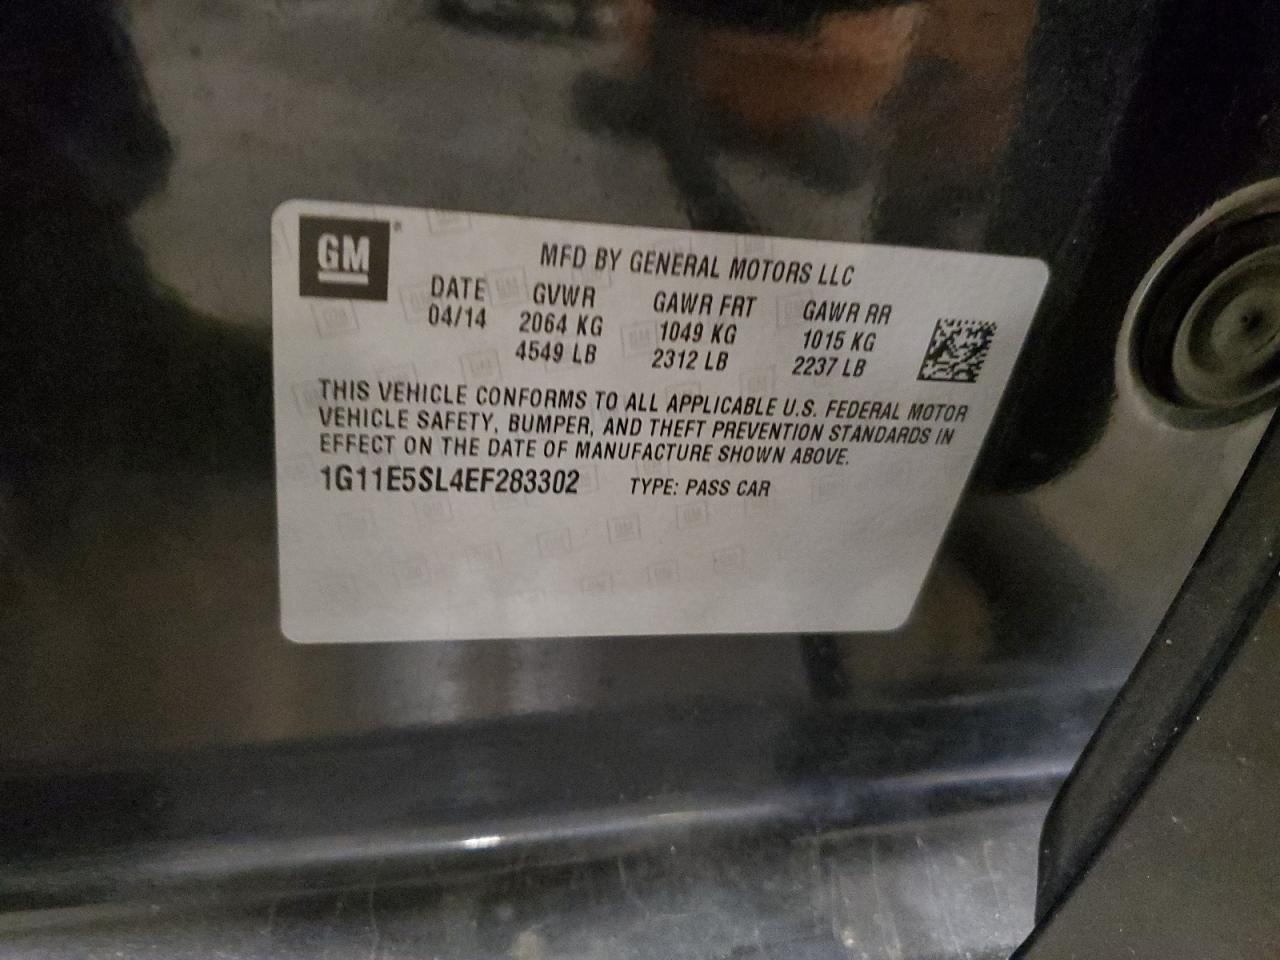 GM
MFD BY GENERAL MOTORS LLC
DATE GVWR GAWR FRT GAWR RR
04/14 2064 KG 1049 KG 1015 KG
4549 LB 2312 LB 2237 LB
THIS VEHICLE CONFORMS TO ALL APPLICABLE U.S. FEDERAL MOTOR
VEHICLE SAFETY, BUMPER, AND THEFT PREVENTION STANDARDS IN
EFFECT ON THE DATE OF MANUFACTURE SHOWN ABOVE.
1G11E5SL4EF283302 TYPE: PASS CAR